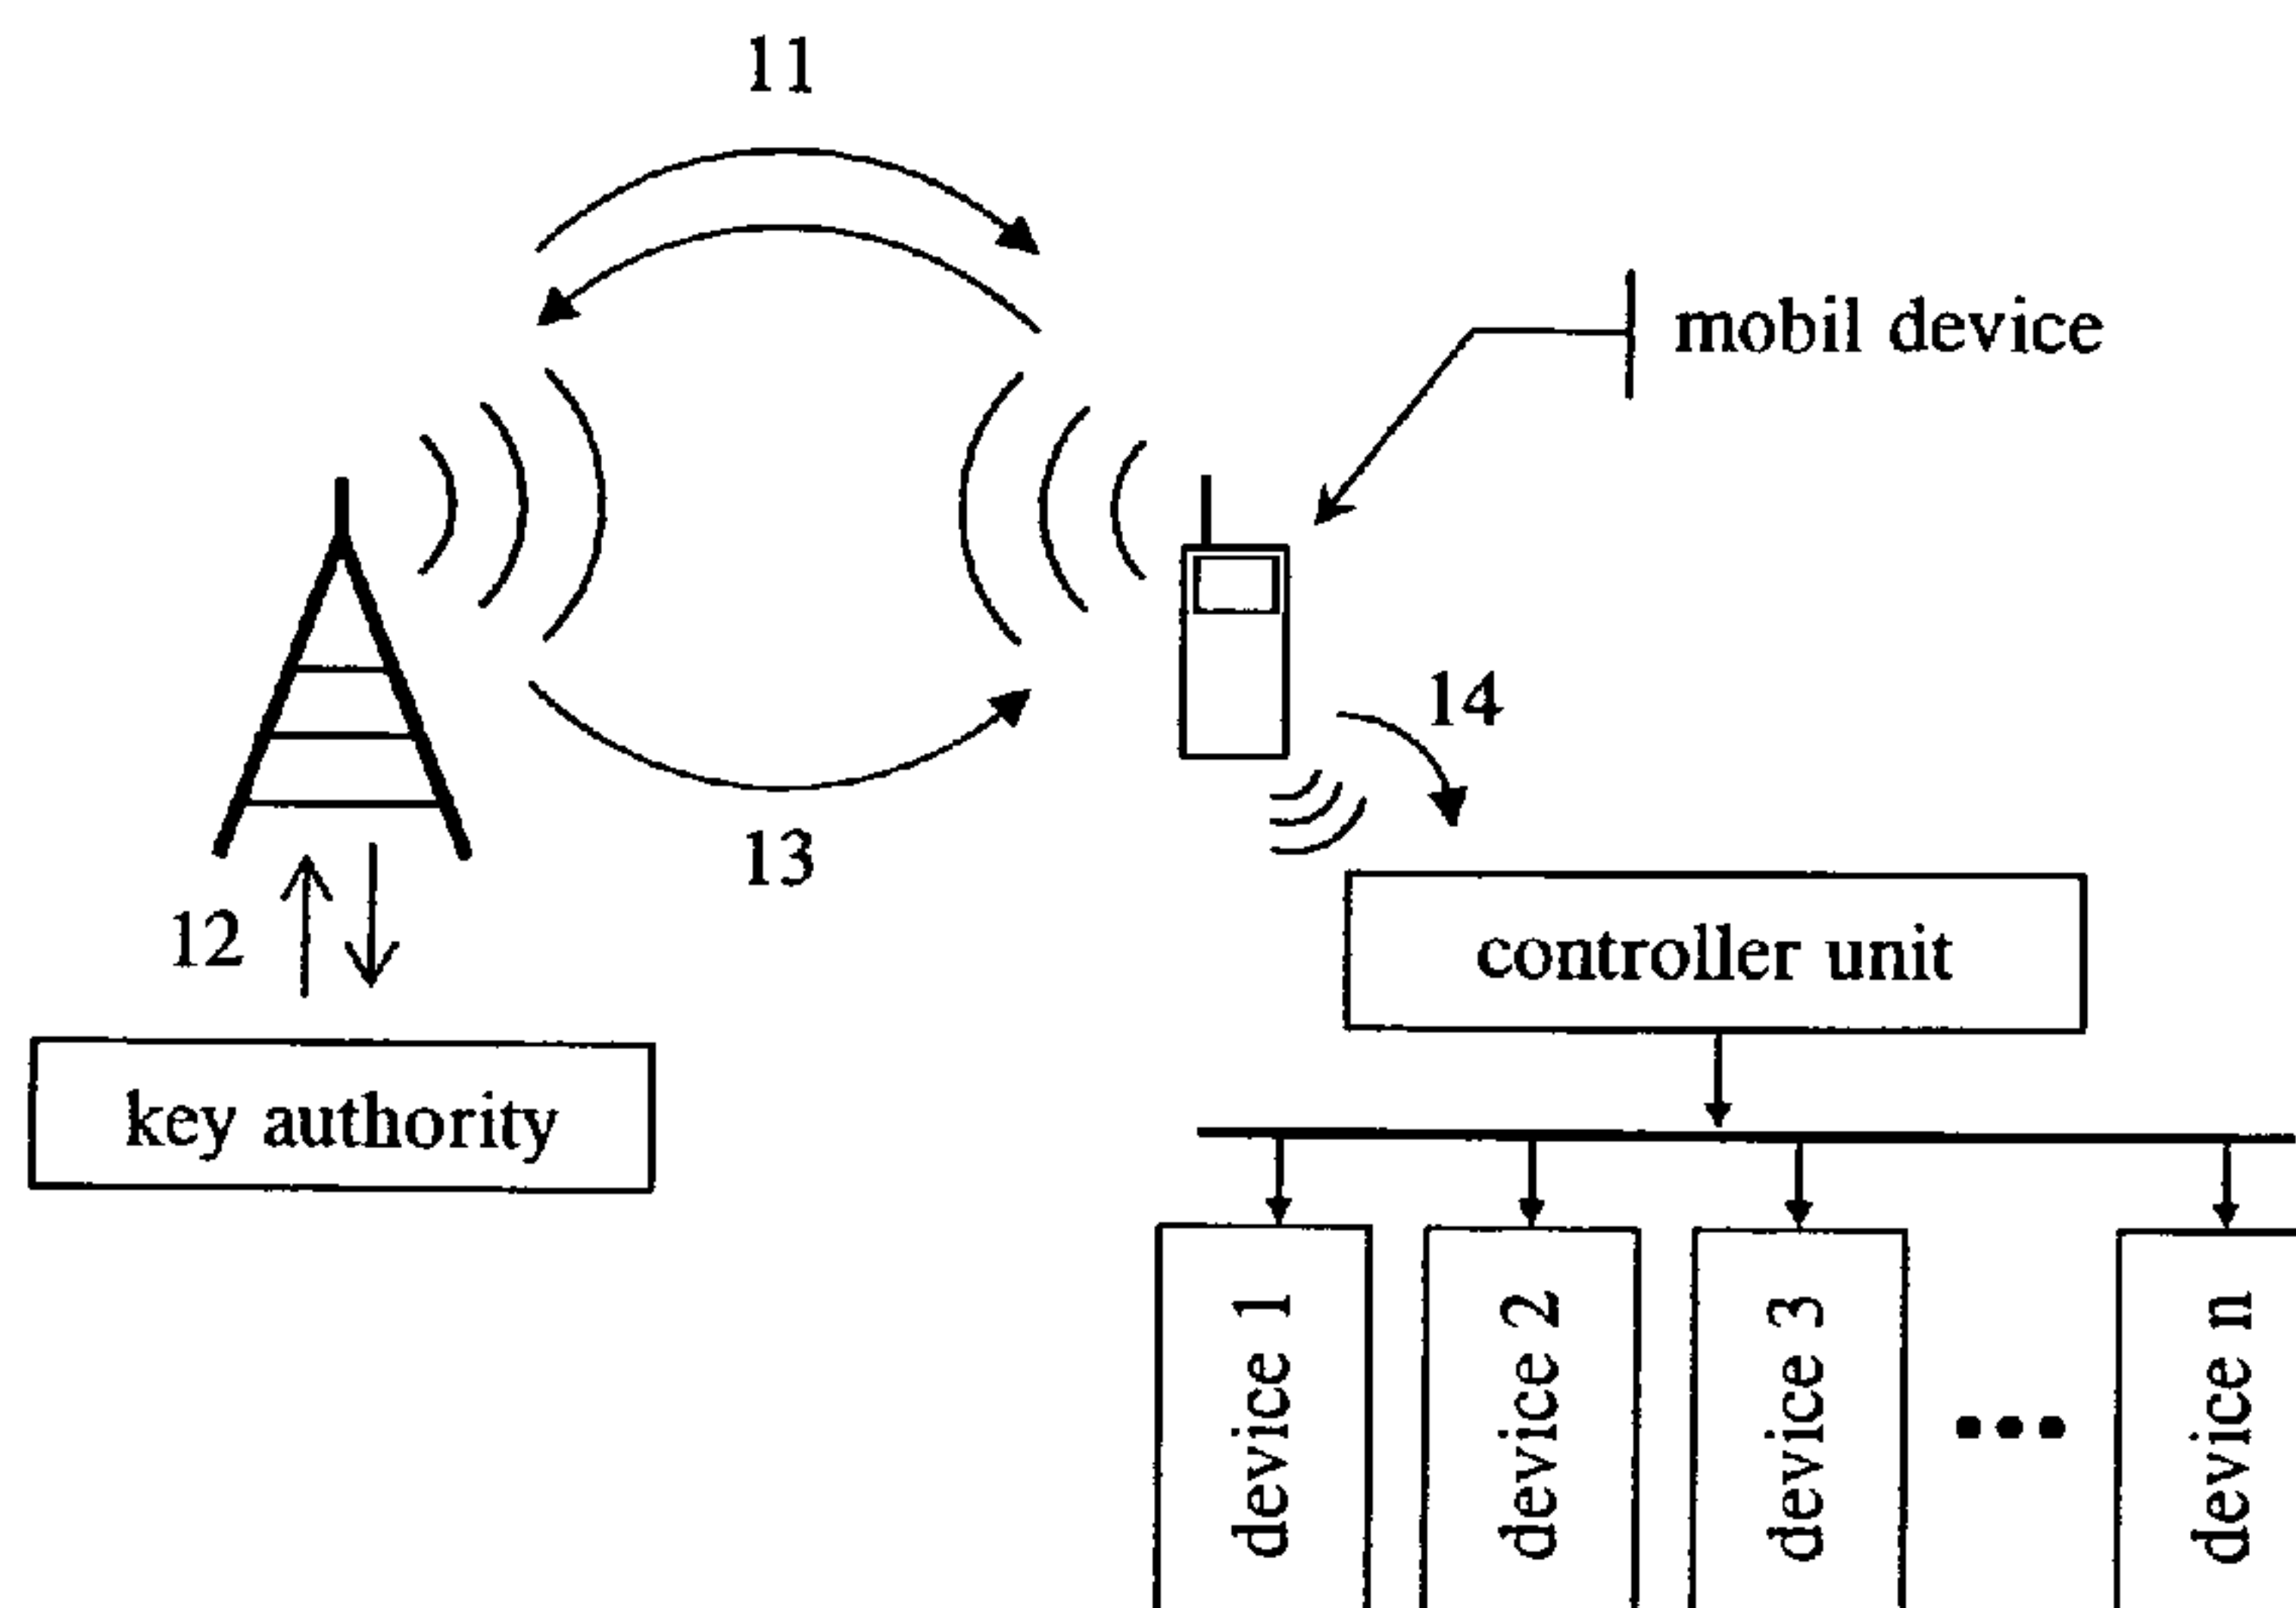 11
mobil device
14
13
12
controller unit
key authority
device 1
device 2
device 3
device n